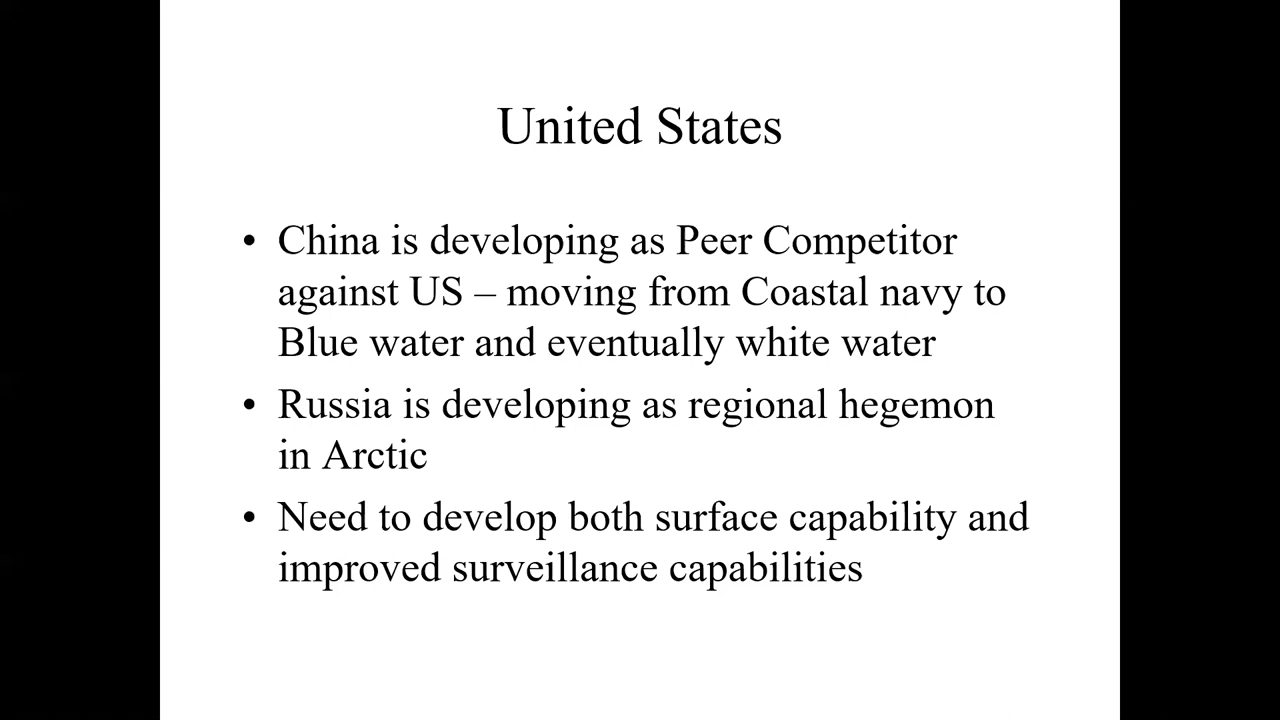 United States
• China is developing as Peer Competitor
against US – moving from Coastal navy to
Blue water and eventually white water
• Russia is developing as regional hegemon
in Arctic
• Need to develop both surface capability and
improved surveillance capabilities